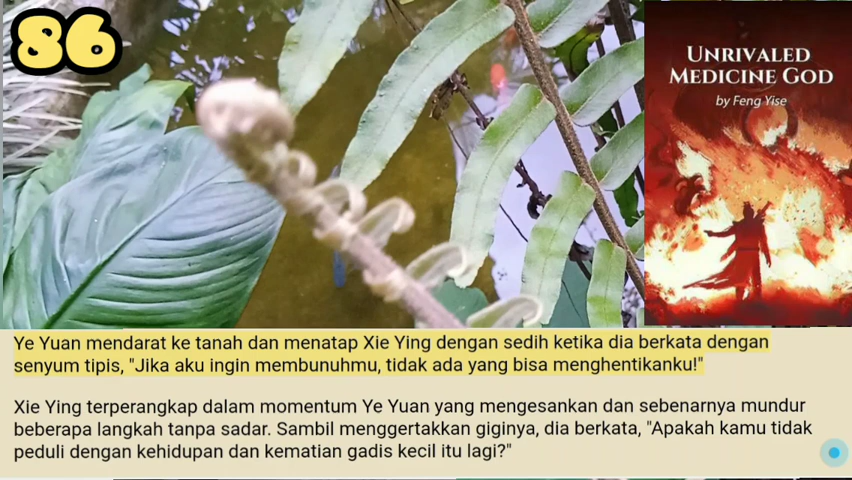 86
UNRIVALED
MEDICINE GOD
by Feng Yise
Ye Yuan mendarat ke tanah dan menatap Xie Ying dengan sedih ketika dia berkata dengan
senyum tipis, "Jika aku ingin membunuhmu, tidak ada yang bisa menghentikanku!"
Xie Ying terperangkap dalam momentum Ye Yuan yang mengesankan dan sebenarnya mundur
beberapa langkah tanpa sadar. Sambil menggertakkan giginya, dia berkata, "Apakah kamu tidak
peduli dengan kehidupan dan kematian gadis kecil itu lagi?"